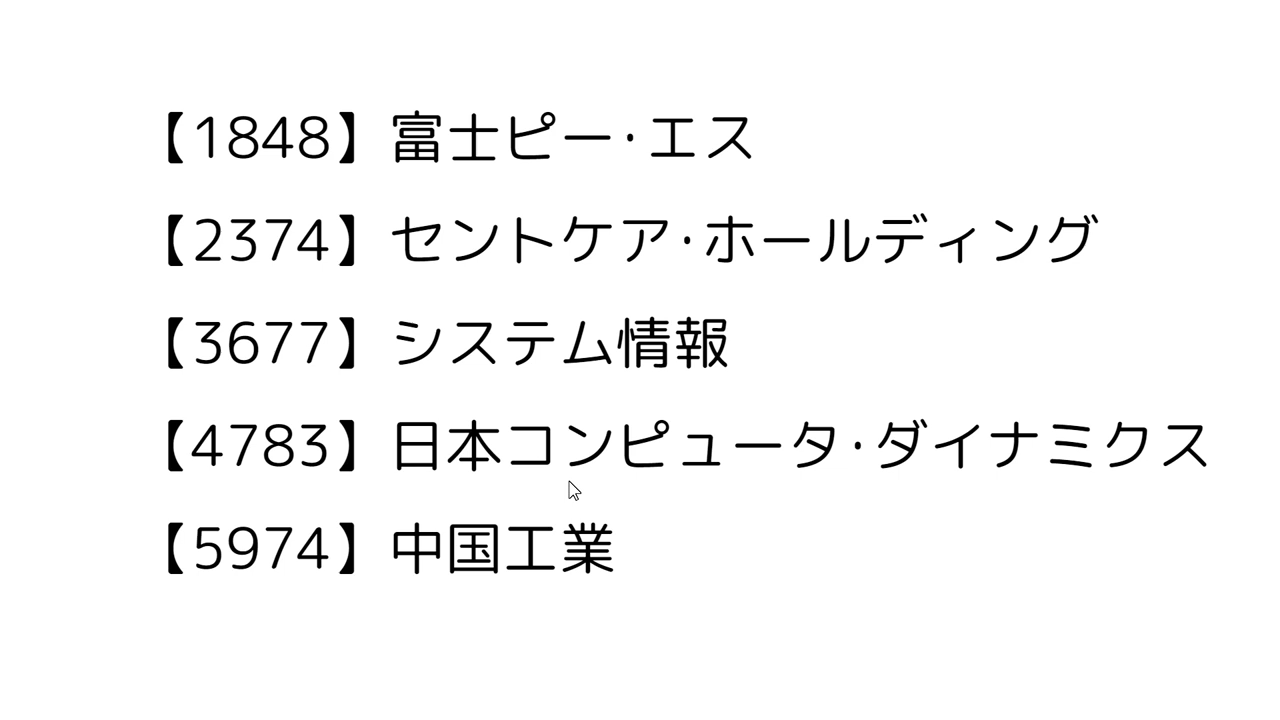 【1848】富士ピー・エス
【2374】セントケア・ホールディング
【3677】システム情報
【4783】日本コンピュータ・ダイナミクス
【5974】中国工業